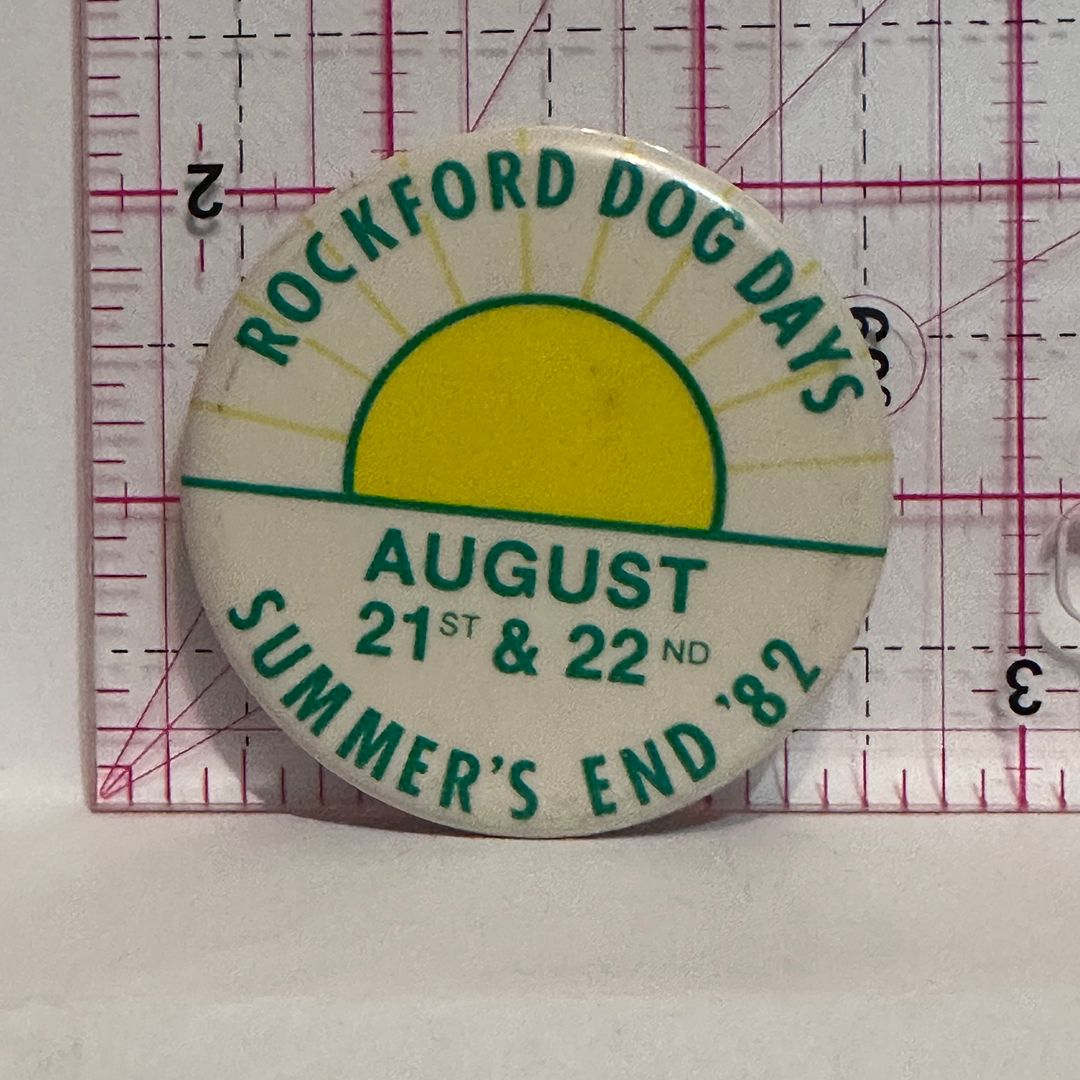 ROCKFORD DOG DAYS
AUGUST
21ST & 22ND
SUMMER'S END '82
2
3